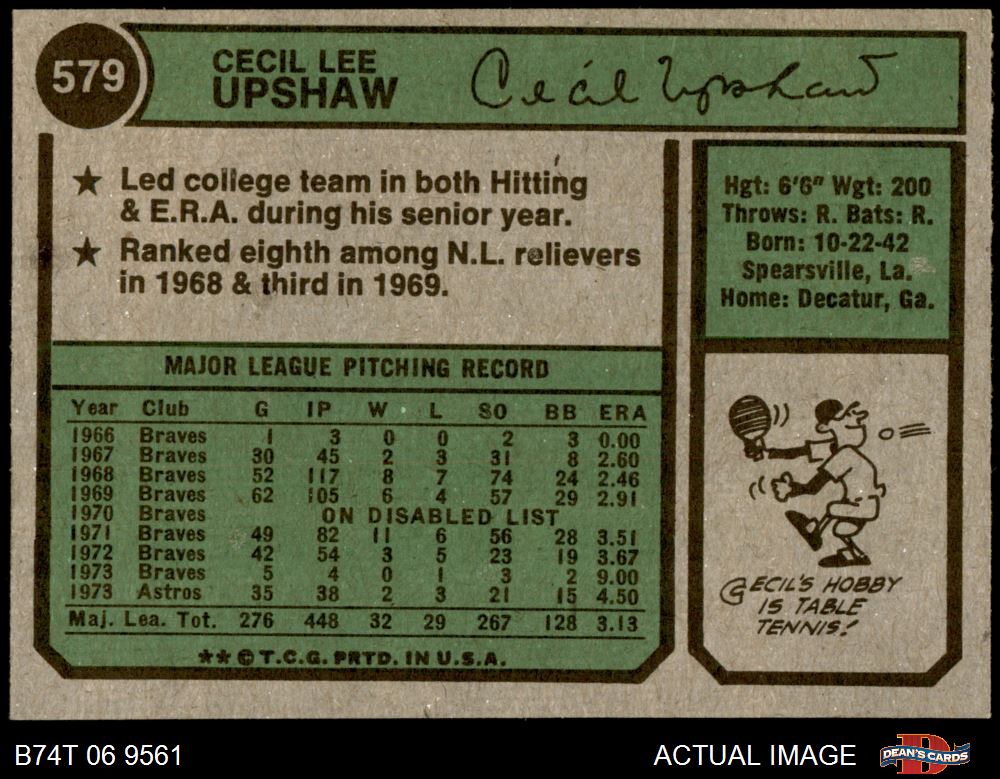 579
CECIL LEE
UPSHAW
Cecil Upshaw
★ Led college team in both Hitting
& E.R.A. during his senior year.
★ Ranked eighth among N.L. relievers
in 1968 & third in 1969.
Hgt: 6'6" Wgt: 200
Throws: R. Bats: R.
Born: 10-22-42
Spearsville, La.
Home: Decatur, Ga.
MAJOR LEAGUE PITCHING RECORD
Year Club G IP W L SO BB ERA
1966 Braves 1 3 0 0 2 3 0.00
1967 Braves 30 45 2 3 31 8 2.60
1968 Braves 52 117 8 7 74 24 2.46
1969 Braves 62 105 6 4 57 29 2.91
1970 Braves ON DISABLED LIST
1971 Braves 49 82 11 6 56 28 3.51
1972 Braves 42 54 3 5 23 19 3.67
1973 Braves 5 4 0 1 3 2 9.00
1973 Astros 35 38 2 3 21 15 4.50
Maj. Lea. Tot. 276 448 32 29 267 128 3.13
★★ © T.C.G. PRTD. IN U.S.A.
CECIL'S HOBBY
IS TABLE
TENNIS!
B74T 06 9561
ACTUAL IMAGE
DEAN'S CARDS